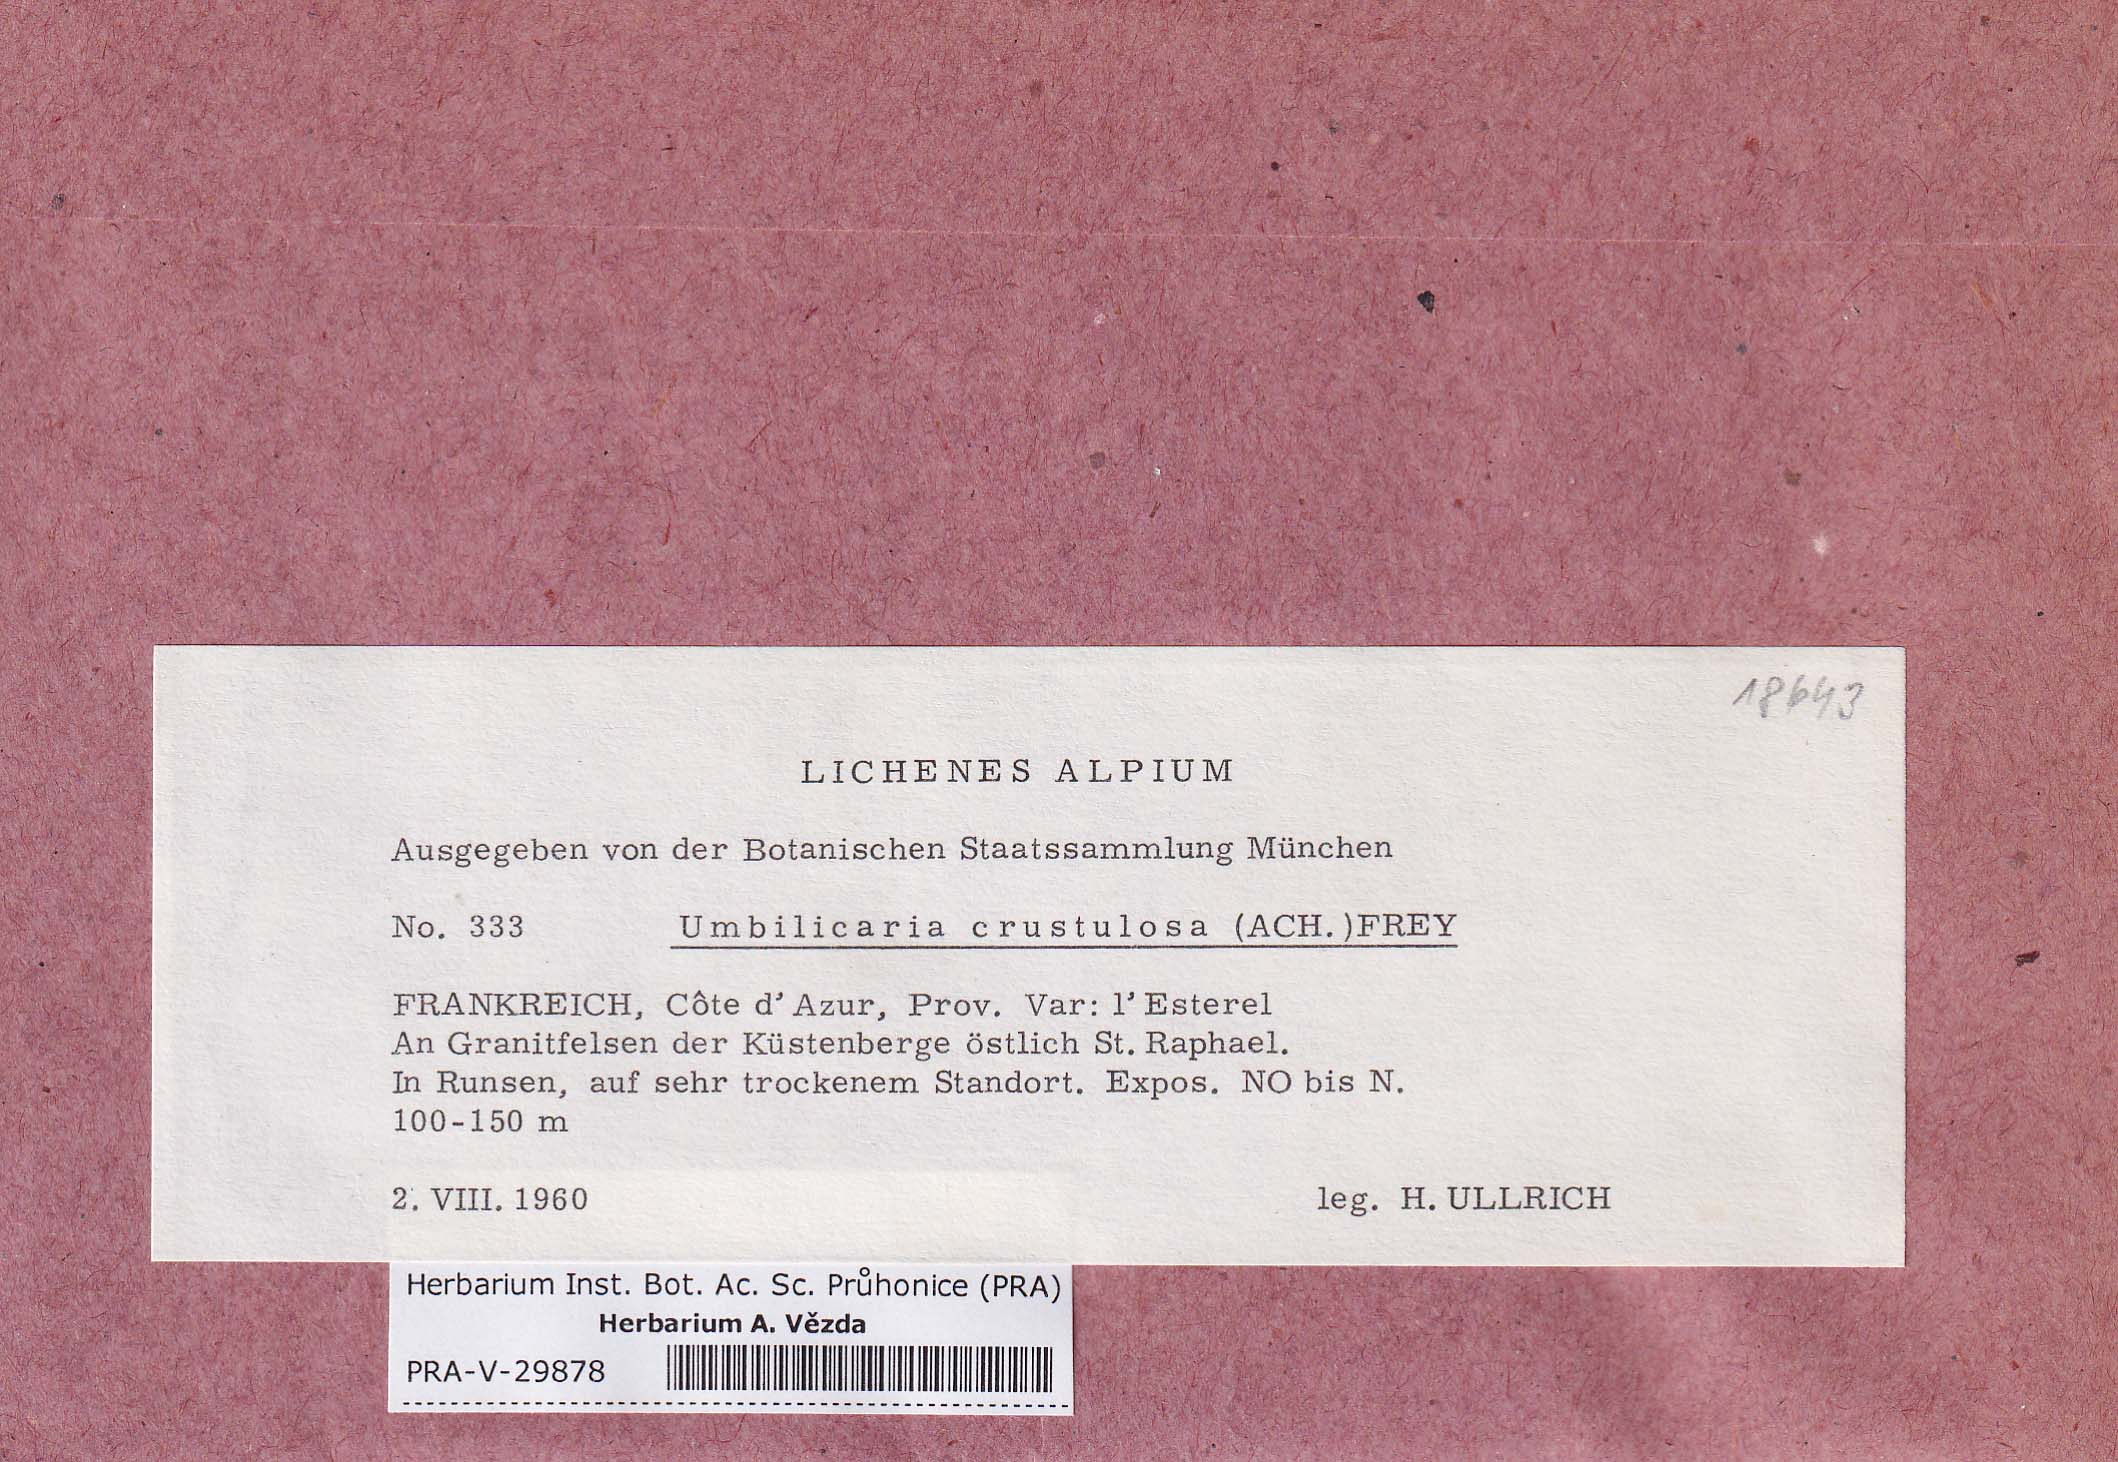 18643
LICHENES ALPIUM
Ausgegeben von der Botanischen Staatssammlung München
No. 333 Umbilicaria crustulosa (ACH.)FREY
FRANKREICH, Côte d'Azur, Prov. Var: l'Esterel
An Granitfelsen der Küstenberge östlich St. Raphael.
In Runsen, auf sehr trockenem Standort. Expos. NO bis N.
100-150 m
2. VIII. 1960 leg. H. ULLRICH
Herbarium Inst. Bot. Ac. Sc. Průhonice (PRA)
Herbarium A. Vězda
PRA-V-29878